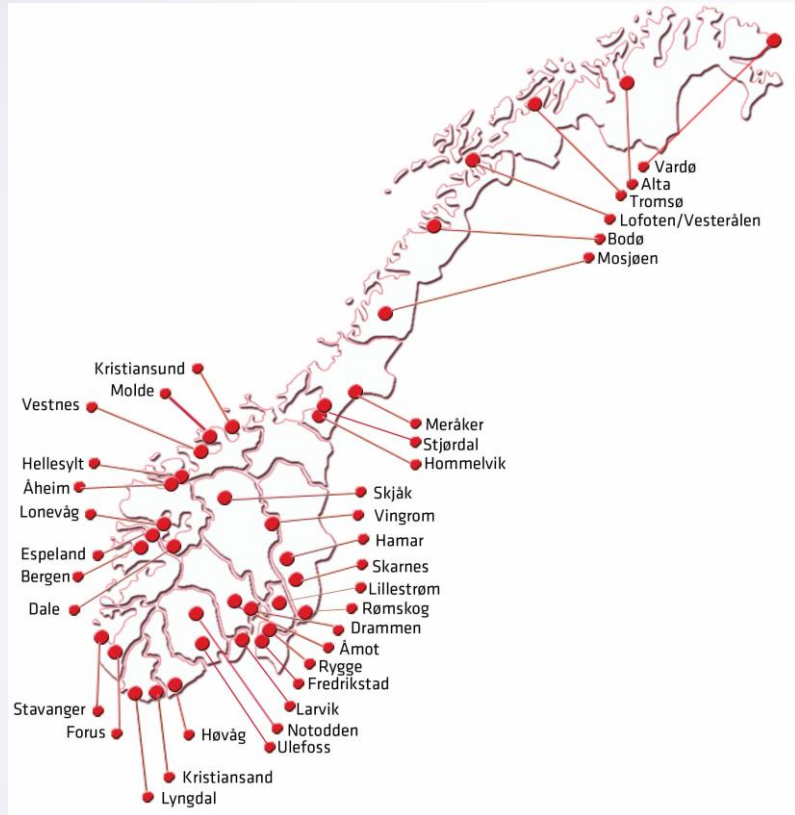 Vardø
Alta
Tromsø
Lofoten/Vesterålen
Bodø
Mosjøen
Kristiansund
Molde
Vestnes
Meråker
Stjørdal
Hommelvik
Hellesylt
Åheim
Lonevåg
Espeland
Bergen
Dale
Skjåk
Vingrom
Hamar
Skarnes
Lillestrøm
Rømskog
Drammen
Åmot
Rygge
Fredrikstad
Larvik
Notodden
Ulefoss
Stavanger
Forus
Høvåg
Kristiansand
Lyngdal